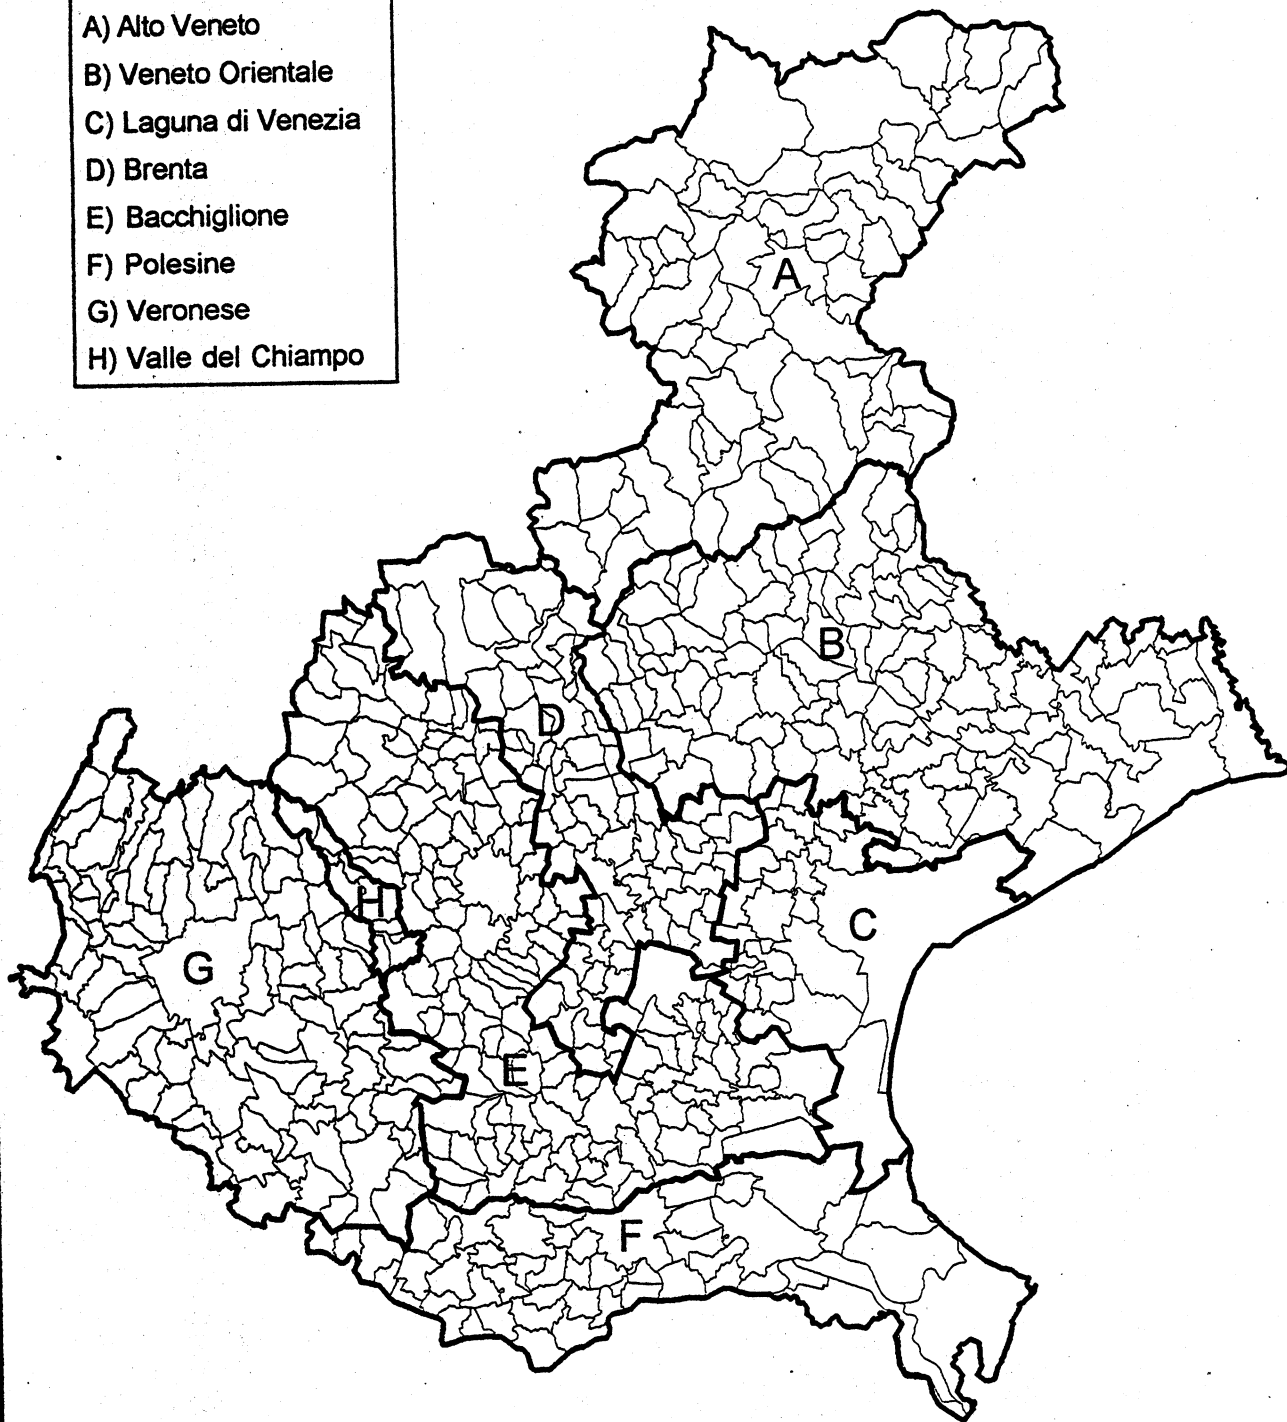 A) Alto Veneto
B) Veneto Orientale
C) Laguna di Venezia
D) Brenta
E) Bacchiglione
F) Polesine
G) Veronese
H) Valle del Chiampo
A
B
D
H
C
G
E
F